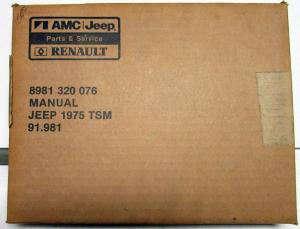 AMC Jeep
Parts & Service
RENAULT
8981 320 076
MANUAL
JEEP 1975 TSM
91.981